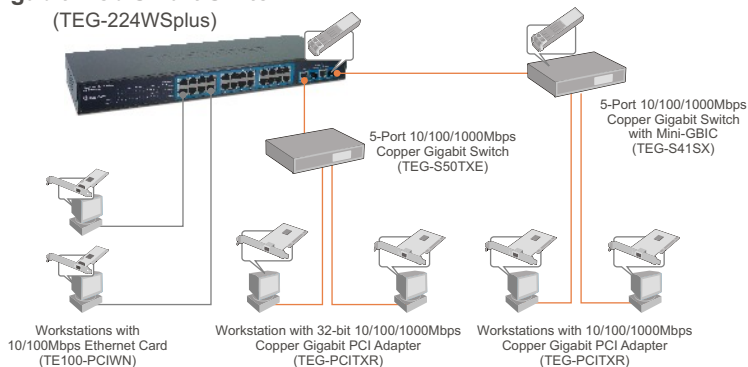 (TEG-224WSplus)
5-Port 10/100/1000Mbps
Copper Gigabit Switch
with Mini-GBIC
(TEG-S41SX)
5-Port 10/100/1000Mbps
Copper Gigabit Switch
(TEG-S50TXE)
Workstations with
10/100Mbps Ethernet Card
(TE100-PCIWN)
Workstation with 32-bit 10/100/1000Mbps
Copper Gigabit PCI Adapter
(TEG-PCITXR)
Workstations with 10/100/1000Mbps
Copper Gigabit PCI Adapter
(TEG-PCITXR)